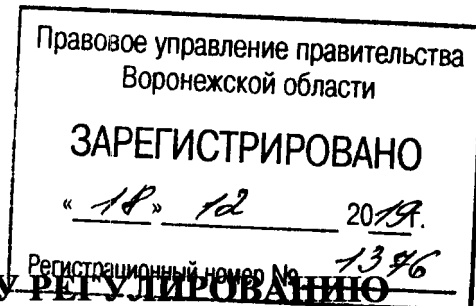 Правовое управление правительства
Воронежской области
ЗАРЕГИСТРИРОВАНО
« 18 » 12 2019г.
Регистрационный номер № 1376
У РЕГУЛИРОВАНИЮ